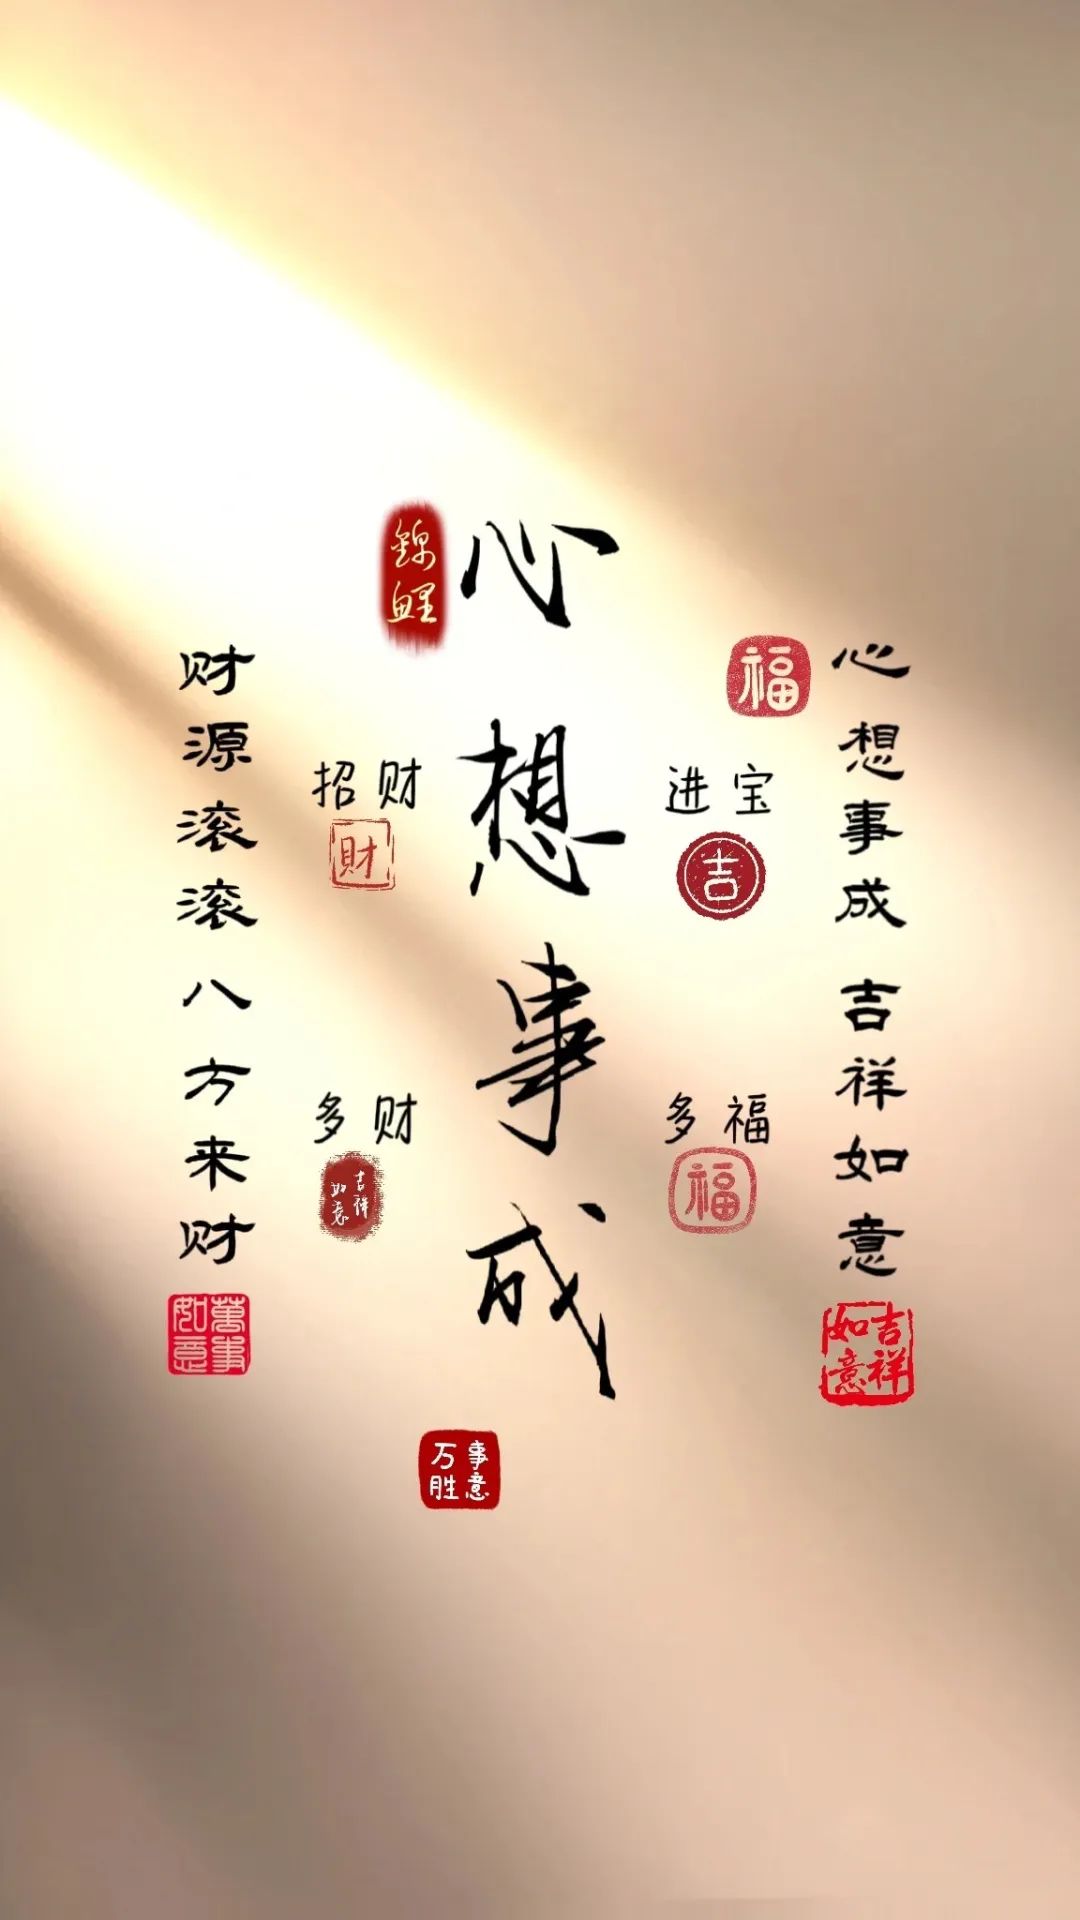 锦鲤
心想事成
财源滚滚八方来财
招财
財
进宝
吉
福
心想事成 吉祥如意
多财
吉祥如意
多福
福
萬事如意
吉祥如意
万事胜意